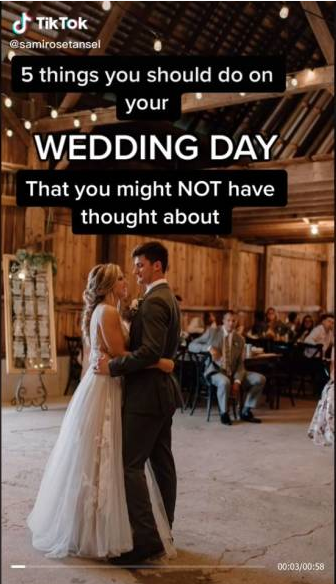 TikTok
@samirosetansel
5 things you should do on
your
WEDDING DAY
That you might NOT have
thought about
00:03/00:58